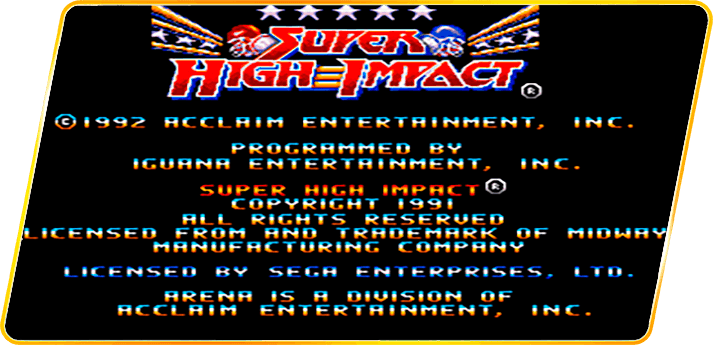 SUPER
HIGH IMPACT®
©1992 ACCLAIM ENTERTAINMENT, INC.
PROGRAMMED BY
IGUANA ENTERTAINMENT, INC.
SUPER HIGH IMPACT®
COPYRIGHT 1991
ALL RIGHTS RESERVED
LICENSED FROM AND TRADEMARK OF MIDWAY
MANUFACTURING COMPANY
LICENSED BY SEGA ENTERPRISES, LTD.
ARENA IS A DIVISION OF
ACCLAIM ENTERTAINMENT, INC.